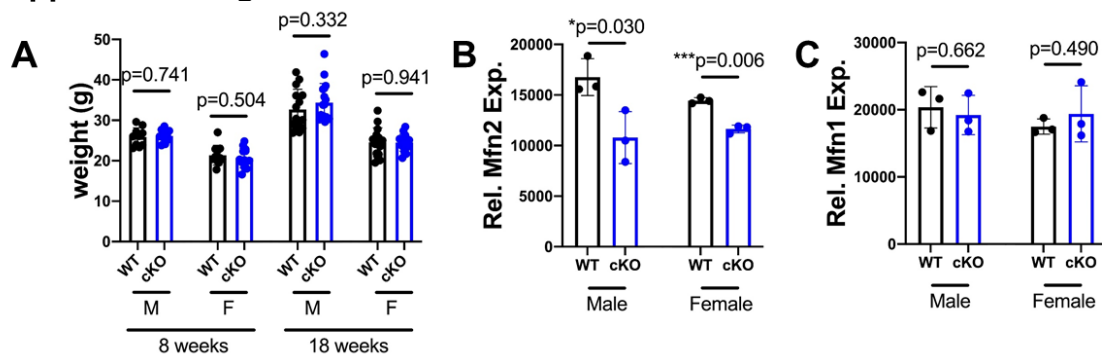 A
weight (g)
50
40
30
20
10
0
p=0.741
p=0.504
p=0.332
p=0.941
WT
cKO
WT
cKO
WT
cKO
WT
cKO
M
F
M
F
8 weeks
18 weeks
B
Rel. Mfn2 Exp.
20000
15000
10000
5000
0
*p=0.030
***p=0.006
WT
cKO
WT
cKO
Male
Female
C
Rel. Mfn1 Exp.
30000
20000
10000
0
p=0.662
p=0.490
WT
cKO
WT
cKO
Male
Female